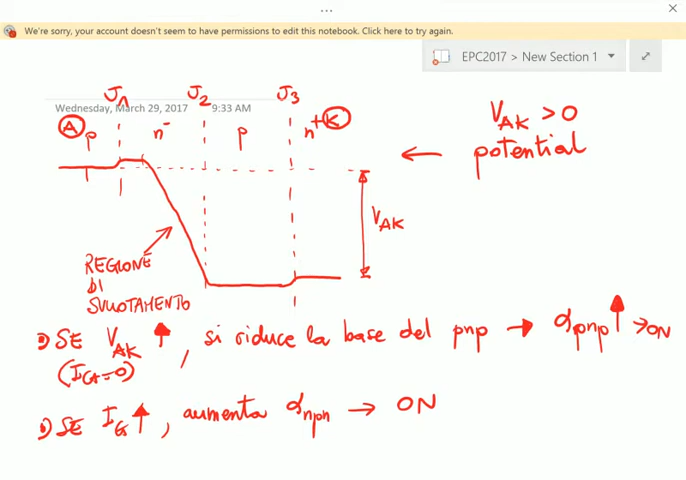 We're sorry, your account doesn't seem to have permissions to edit this notebook. Click here to try again.
EPC2017 > New Section 1
J1 J2 J3
Wednesday, March 29, 2017 9:33 AM
A p n- p n+ K
VAK > 0
potential
VAK
REGIONE
DI
SVUOTAMENTO
SE VAK ↑, si riduce la base del pnp → αpnp ↑ → ON
(IG=0)
SE IG ↑, aumenta αnpn → ON